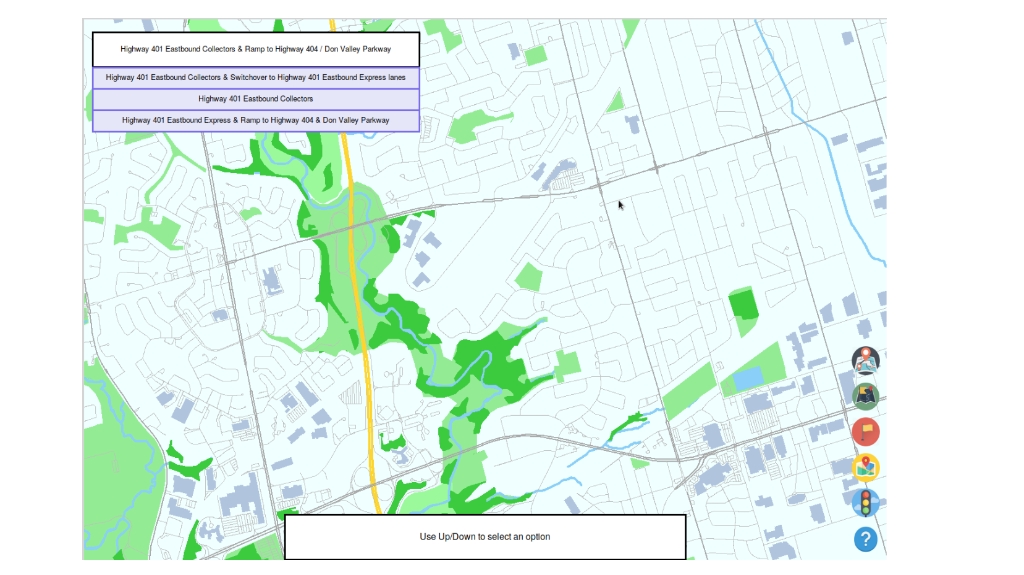 Highway 401 Eastbound Collectors & Ramp to Highway 404 / Don Valley Parkway
Highway 401 Eastbound Collectors & Switchover to Highway 401 Eastbound Express lanes
Highway 401 Eastbound Collectors
Highway 401 Eastbound Express & Ramp to Highway 404 & Don Valley Parkway
?
Use Up/Down to select an option